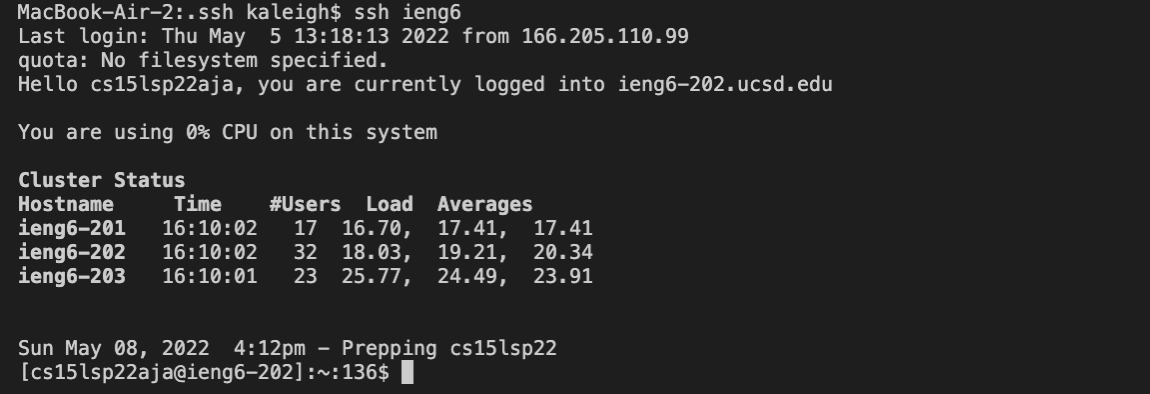 MacBook-Air-2:.ssh kaleigh$ ssh ieng6
Last login: Thu May  5 13:18:13 2022 from 166.205.110.99
quota: No filesystem specified.
Hello cs15lsp22aja, you are currently logged into ieng6-202.ucsd.edu
You are using 0% CPU on this system
Cluster Status
Hostname     Time    #Users  Load  Averages
ieng6-201   16:10:02   17  16.70,  17.41,  17.41
ieng6-202   16:10:02   32  18.03,  19.21,  20.34
ieng6-203   16:10:01   23  25.77,  24.49,  23.91
Sun May 08, 2022  4:12pm - Prepping cs15lsp22
[cs15lsp22aja@ieng6-202]:~:136$